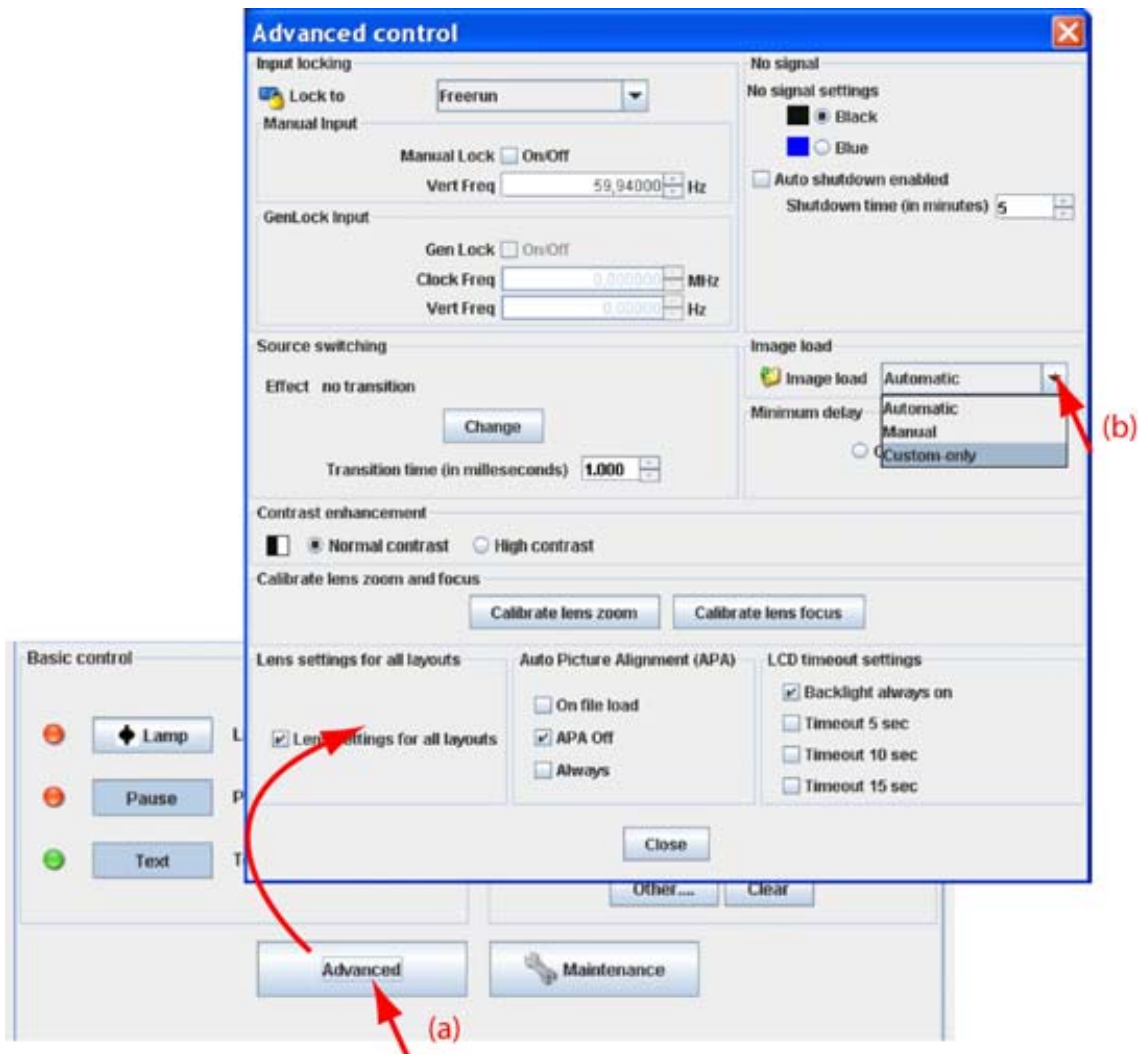 Advanced control
Input locking
Lock to Freerun
Manual Input
Manual Lock On/Off
Vert Freq 59,94000 Hz
GenLock Input
Gen Lock On/Off
Clock Freq 0,000000 MHz
Vert Freq 0,00000 Hz
No signal
No signal settings
Black
Blue
Auto shutdown enabled
Shutdown time (in minutes) 5
Source switching
Effect no transition
Change
Transition time (in milleseconds) 1.000
Image load
Image load Automatic
Automatic
Manual
Custom-only
Minimum delay
(b)
Contrast enhancement
Normal contrast High contrast
Calibrate lens zoom and focus
Calibrate lens zoom Calibrate lens focus
Lens settings for all layouts
Lens settings for all layouts
Auto Picture Alignment (APA)
On file load
APA Off
Always
LCD timeout settings
Backlight always on
Timeout 5 sec
Timeout 10 sec
Timeout 15 sec
Close
Basic control
Lamp L
Pause P
Text T
Other.... Clear
Advanced Maintenance
(a)